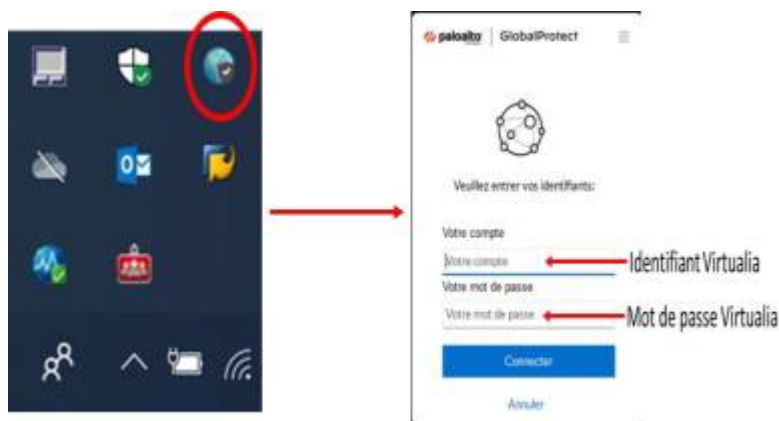 paloalto GlobalProtect
Veuillez entrer vos identifiants:
Votre compte
Votre compte
Identifiant Virtualia
Votre mot de passe
Votre mot de passe
Mot de passe Virtualia
Connecter
Annuler